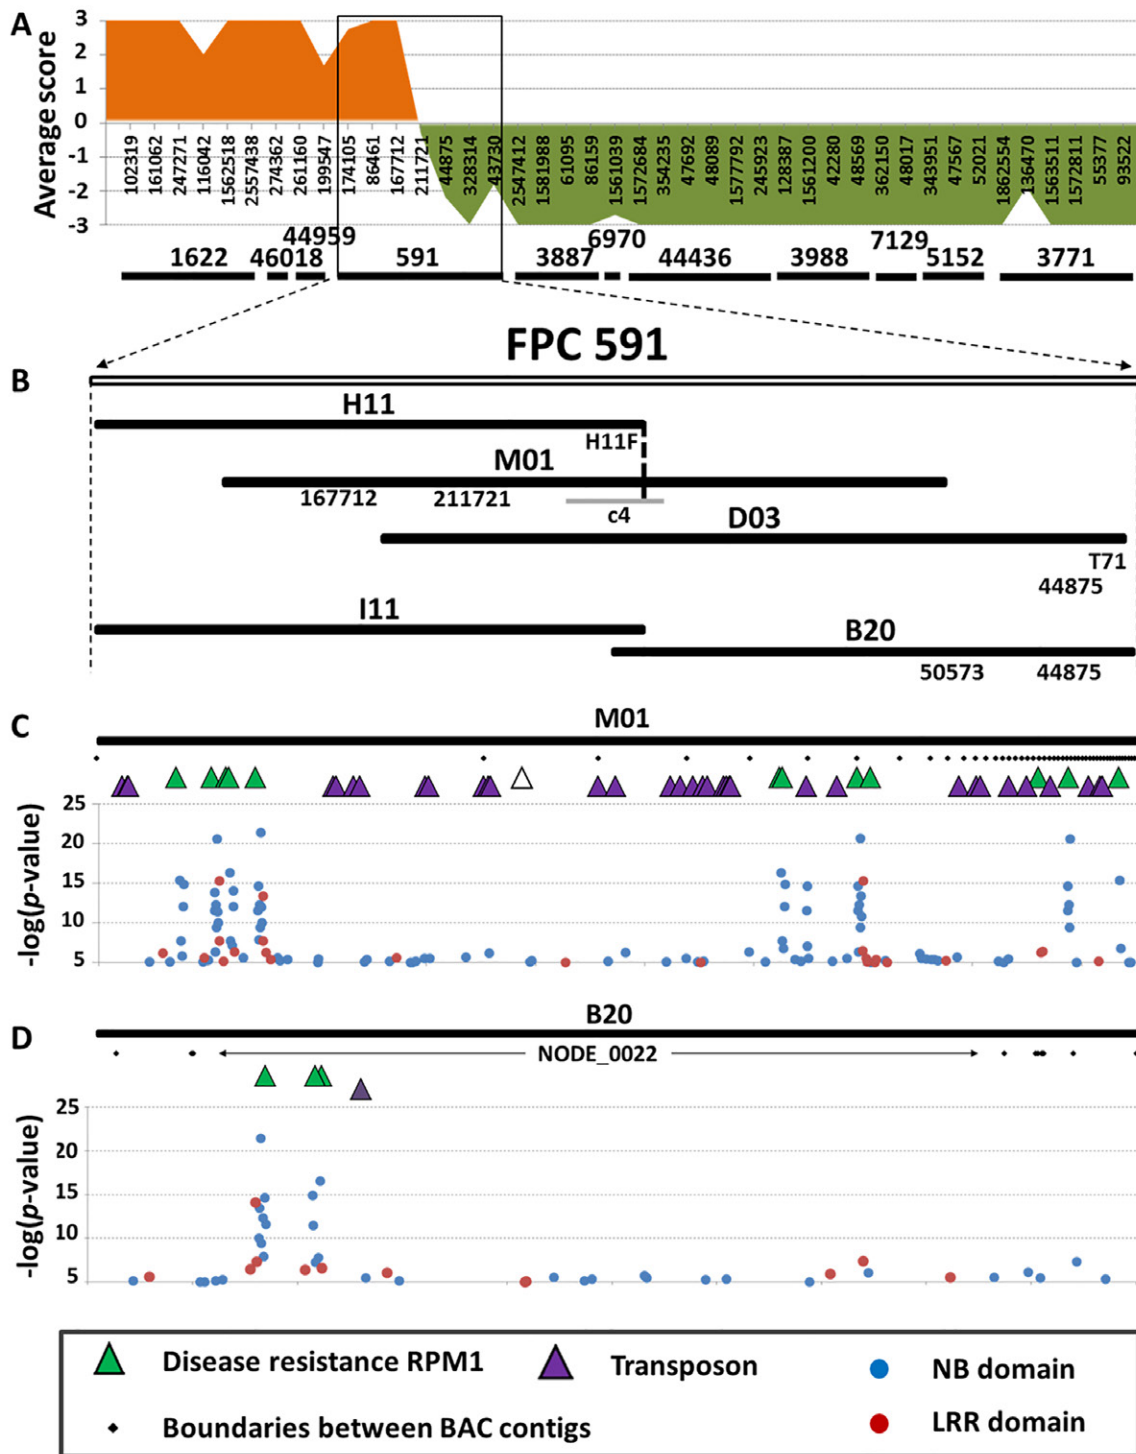 A
Average score
3
2
1
0
-1
-2
-3
102319
161062
247271
116042
1562518
2557438
274362
261160
199547
174105
86461
167712
211721
44875
328314
43730
2547412
1581988
61095
86159
1561039
1572684
354235
47692
48089
1577792
245923
128387
1561200
42280
48569
362150
48017
343951
47567
52021
1862554
136470
1563511
1572811
55377
93522
44959 6970 7129
1622 46018 591 3887 44436 3988 5152 3771
FPC 591
B
H11
H11F
M01
167712 211721
c4
D03
T71
44875
I11
B20
50573 44875
C
M01
-log(p-value)
25
20
15
10
5
D
B20
NODE_0022
-log(p-value)
25
20
15
10
5
Disease resistance RPM1 Transposon NB domain
Boundaries between BAC contigs LRR domain